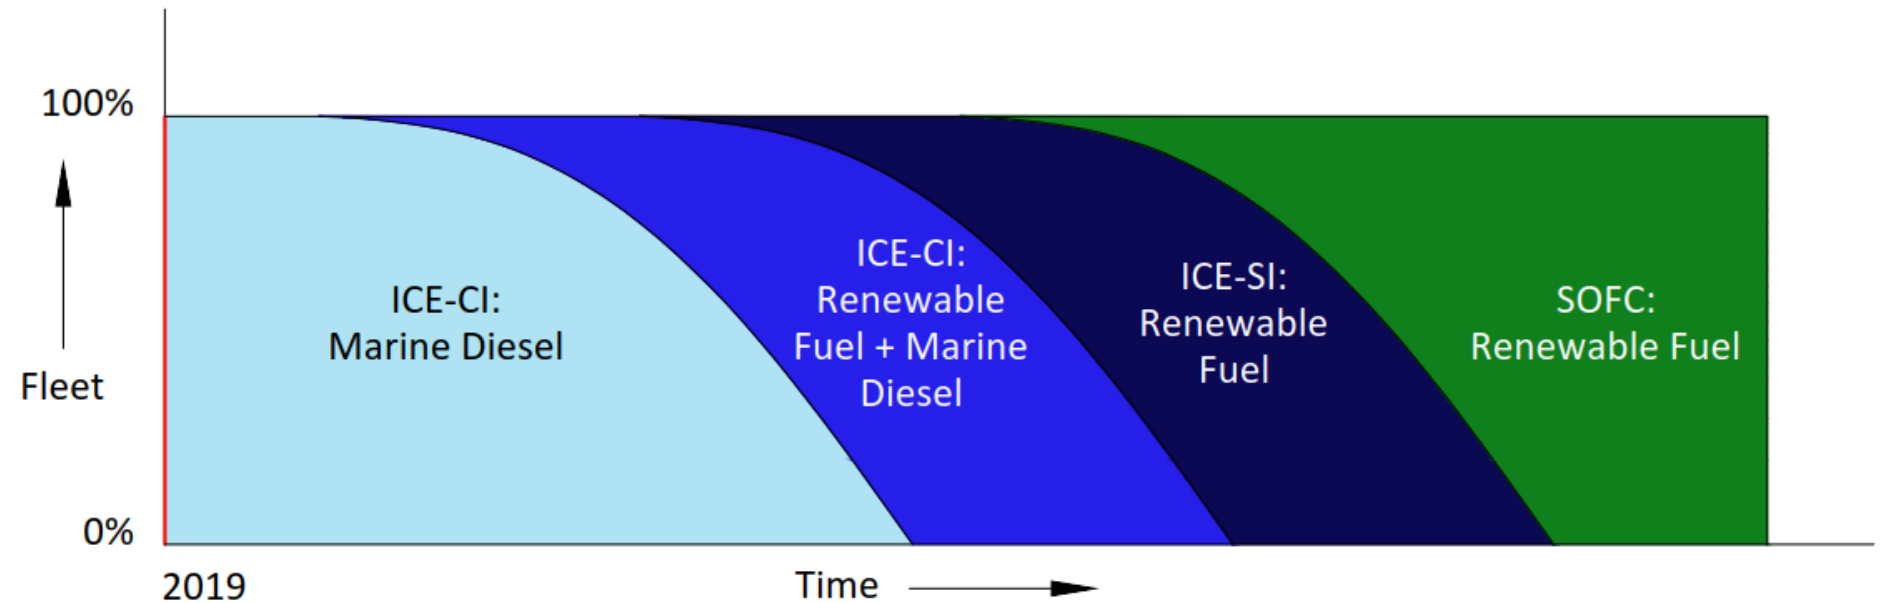 100%
ICE-CI:
Renewable
Fuel + Marine
Diesel
ICE-SI:
Renewable
Fuel
ICE-CI:
Marine Diesel
SOFC:
Renewable Fuel
Fleet
0%
2019
Time